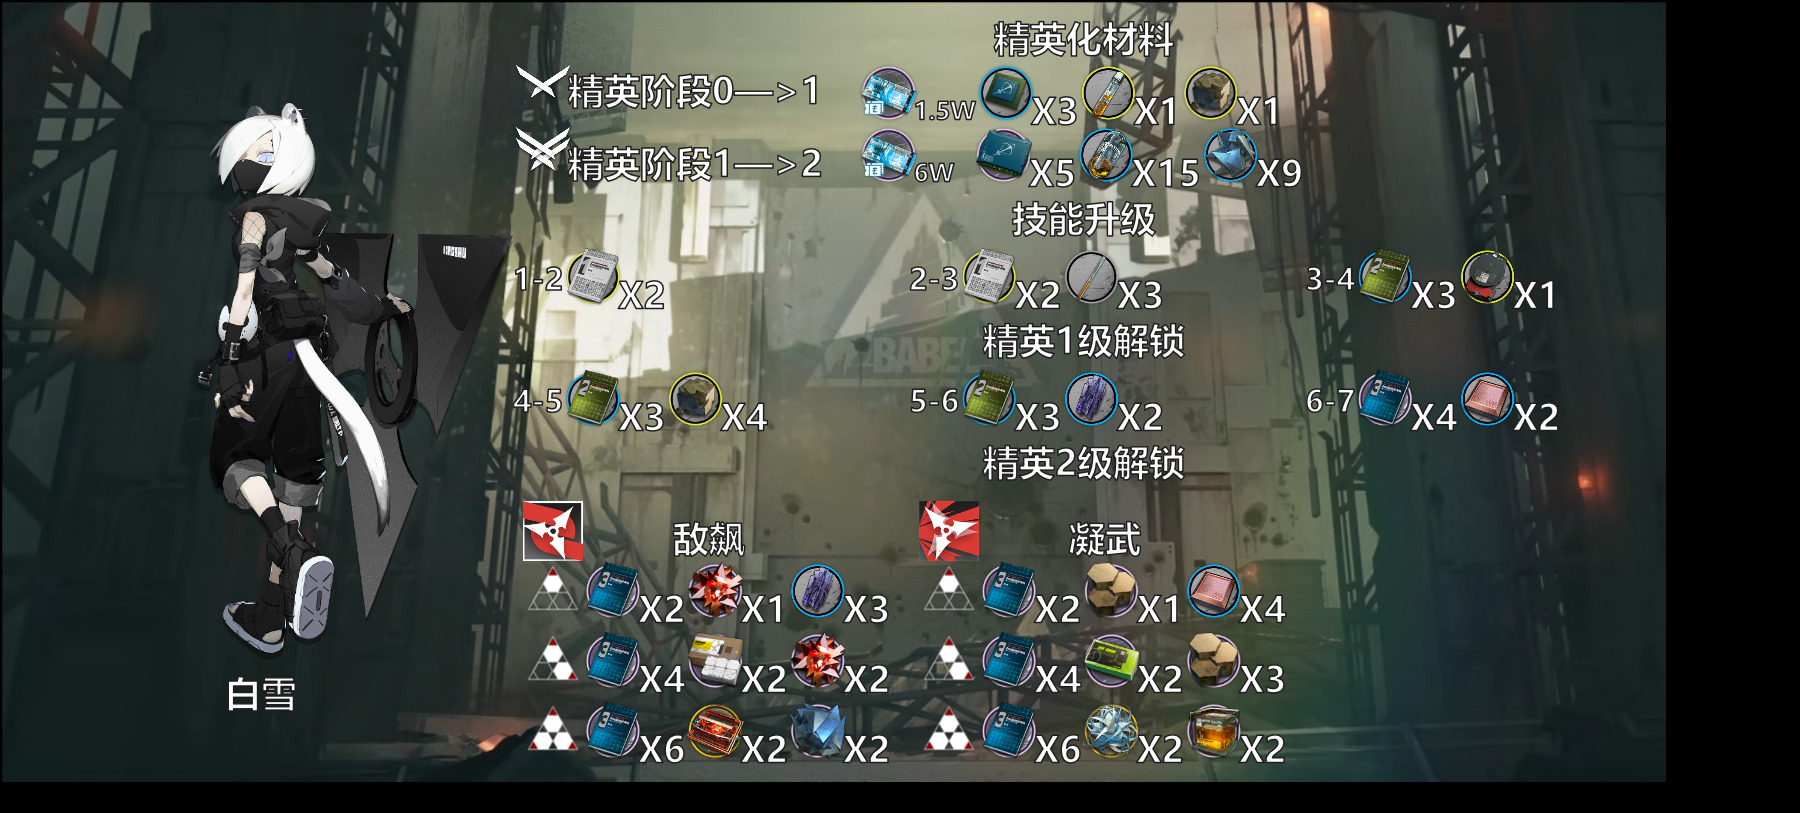 精英化材料
精英阶段0—>1 1.5W X3 X1 X1
精英阶段1—>2 6W X5 X15 X9
技能升级
1-2 X2 2-3 X2 X3 3-4 X3 X1
精英1级解锁
BABEL
4-5 X3 X4 5-6 X3 X2 6-7 X4 X2
精英2级解锁
敌飙 凝武
X2 X1 X3 X2 X1 X4
X4 X2 X2 X4 X2 X3
X6 X2 X2 X6 X2 X2
白雪